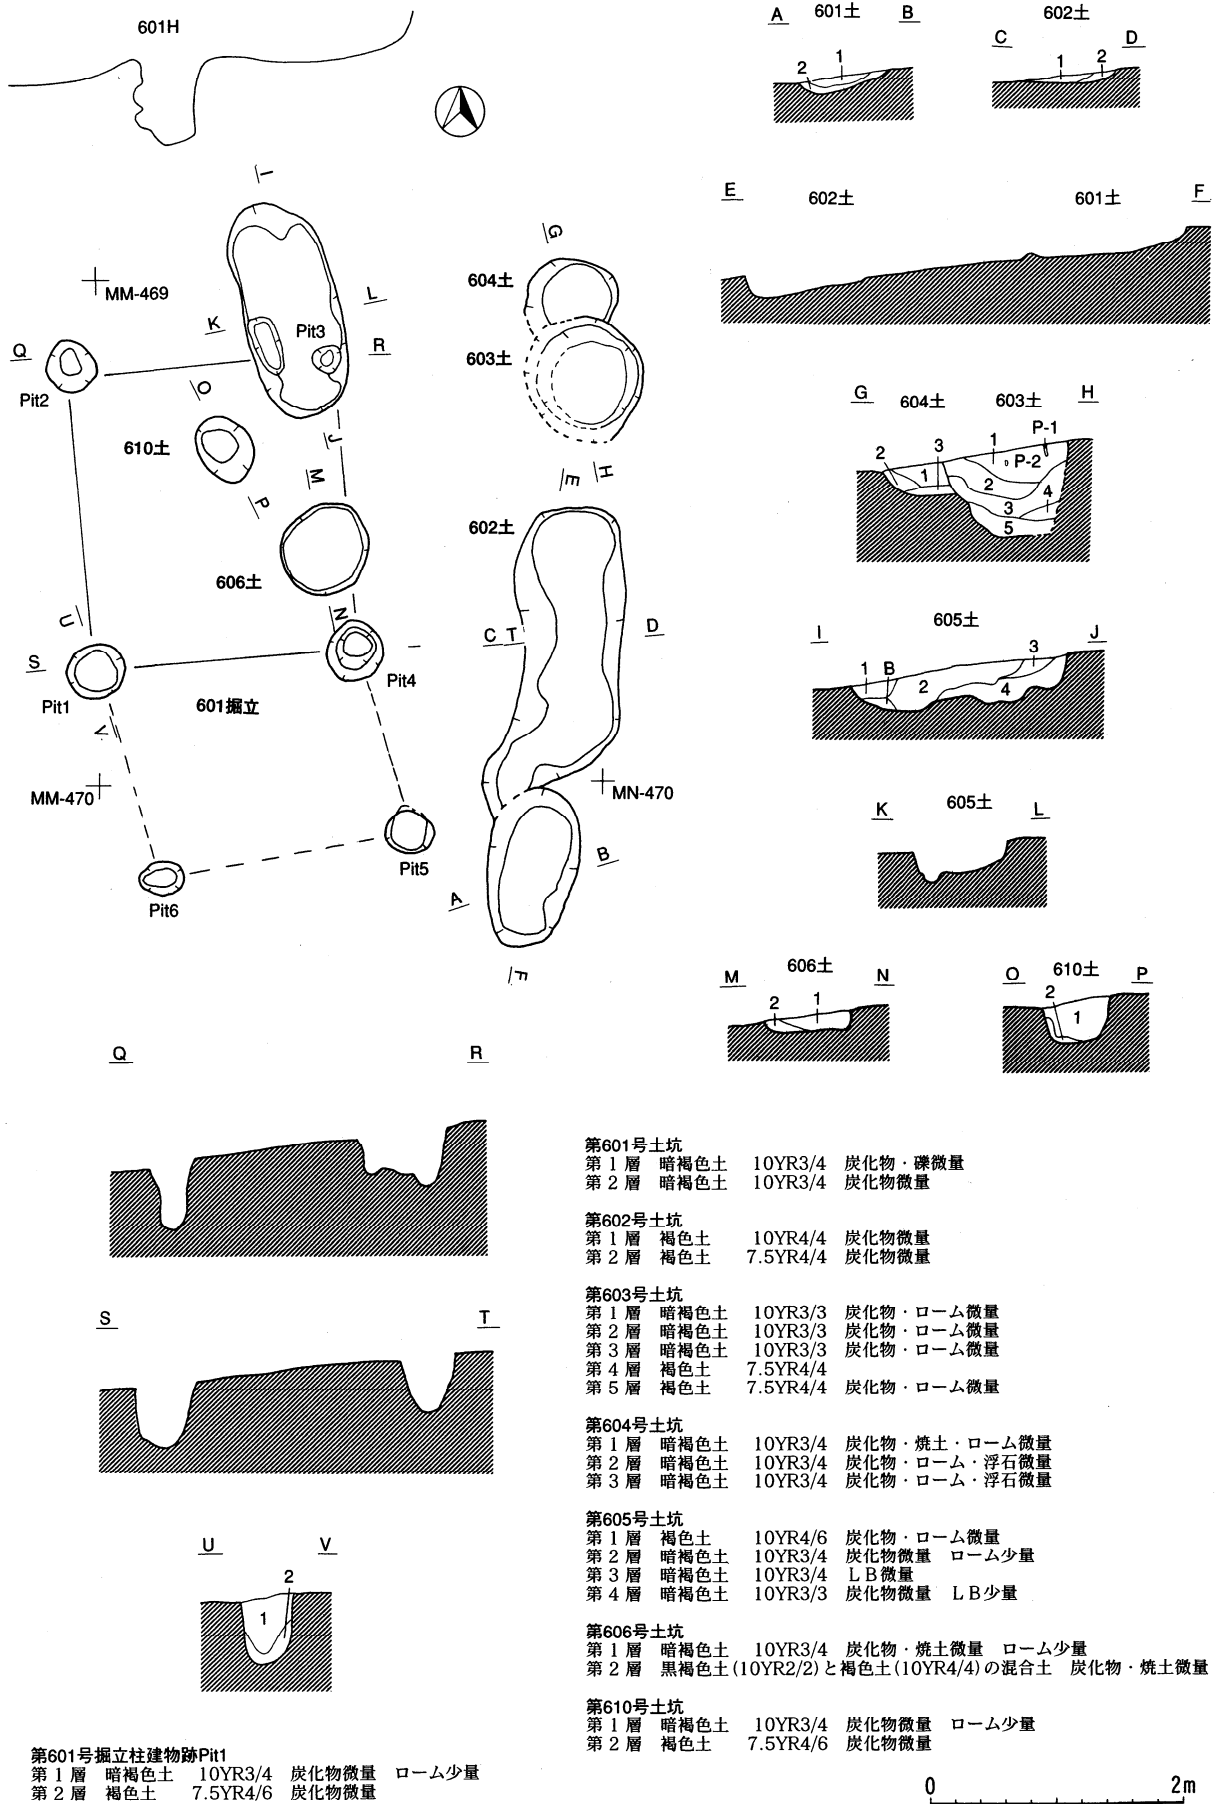 601H
A 601土 B
602土
C D
2 1
1 2
I
E 602土 601土 F
G
604土
MM-469
L
K Pit3
R
Q
603土
Pit2
O
G 604土 603土 H
P-1
2 3 1
P-2
1 2 4
3
5
610土
J
M
P
H
E
602土
606土
N
U
C T D
S
Pit4
Pit1
601掘立
V
I 605土 J
3
1 B 2 4
MM-470
MN-470
K 605土 L
Pit5
B
Pit6
A
F
M 606土 N
2 1
O 610土 P
2 1
Q R
S T
U V
2
1
第601号土坑
第1層 暗褐色土 10YR3/4 炭化物・礫微量
第2層 暗褐色土 10YR3/4 炭化物微量
第602号土坑
第1層 褐色土 10YR4/4 炭化物微量
第2層 褐色土 7.5YR4/4 炭化物微量
第603号土坑
第1層 暗褐色土 10YR3/3 炭化物・ローム微量
第2層 暗褐色土 10YR3/3 炭化物・ローム微量
第3層 暗褐色土 10YR3/3 炭化物・ローム微量
第4層 褐色土 7.5YR4/4
第5層 褐色土 7.5YR4/4 炭化物・ローム微量
第604号土坑
第1層 暗褐色土 10YR3/4 炭化物・焼土・ローム微量
第2層 暗褐色土 10YR3/4 炭化物・ローム・浮石微量
第3層 暗褐色土 10YR3/4 炭化物・ローム・浮石微量
第605号土坑
第1層 褐色土 10YR4/6 炭化物・ローム微量
第2層 暗褐色土 10YR3/4 炭化物微量 ローム少量
第3層 暗褐色土 10YR3/4 LB微量
第4層 暗褐色土 10YR3/3 炭化物微量 LB少量
第606号土坑
第1層 暗褐色土 10YR3/4 炭化物・焼土微量 ローム少量
第2層 黒褐色土(10YR2/2)と褐色土(10YR4/4)の混合土 炭化物・焼土微量
第610号土坑
第1層 暗褐色土 10YR3/4 炭化物微量 ローム少量
第2層 褐色土 7.5YR4/6 炭化物微量
第601号掘立柱建物跡Pit1
第1層 暗褐色土 10YR3/4 炭化物微量 ローム少量
第2層 褐色土 7.5YR4/6 炭化物微量
0 2m